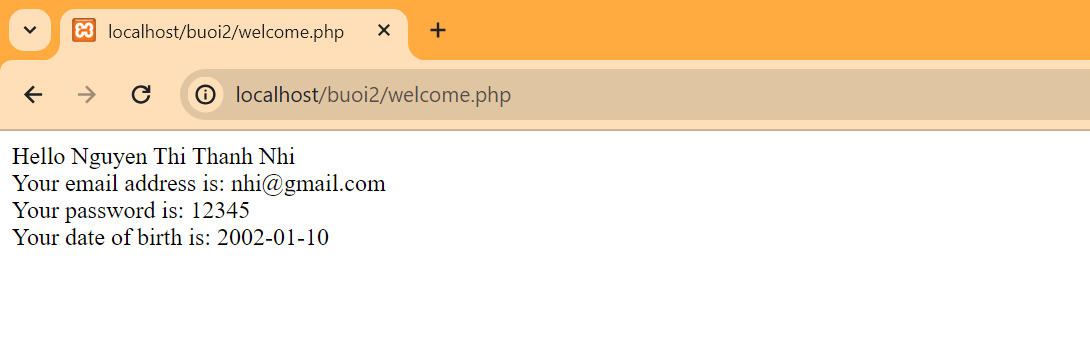 localhost/buoi2/welcome.php
localhost/buoi2/welcome.php
Hello Nguyen Thi Thanh Nhi
Your email address is: nhi@gmail.com
Your password is: 12345
Your date of birth is: 2002-01-10